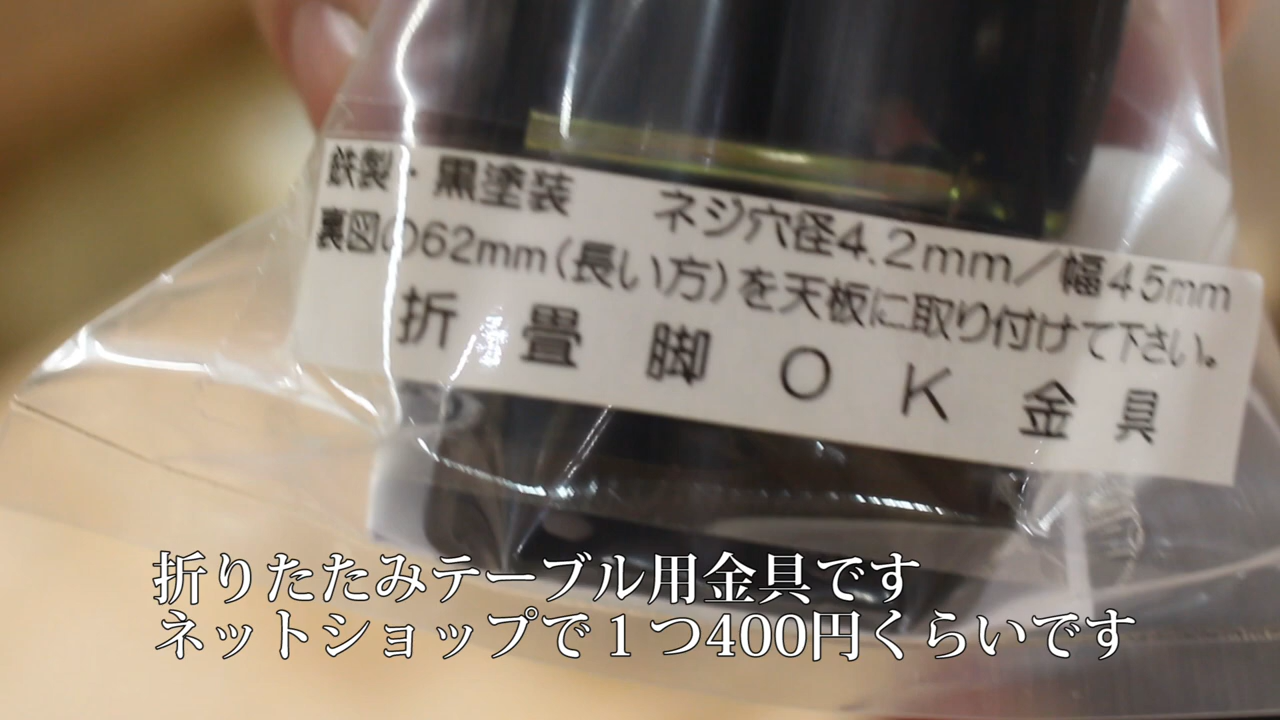 鉄製・黒塗装　ネジ穴径4.2mm／幅45mm
裏図の62mm(長い方)を天板に取り付けて下さい。
折畳脚OK金具
折りたたみテーブル用金具です
ネットショップで１つ400円くらいです